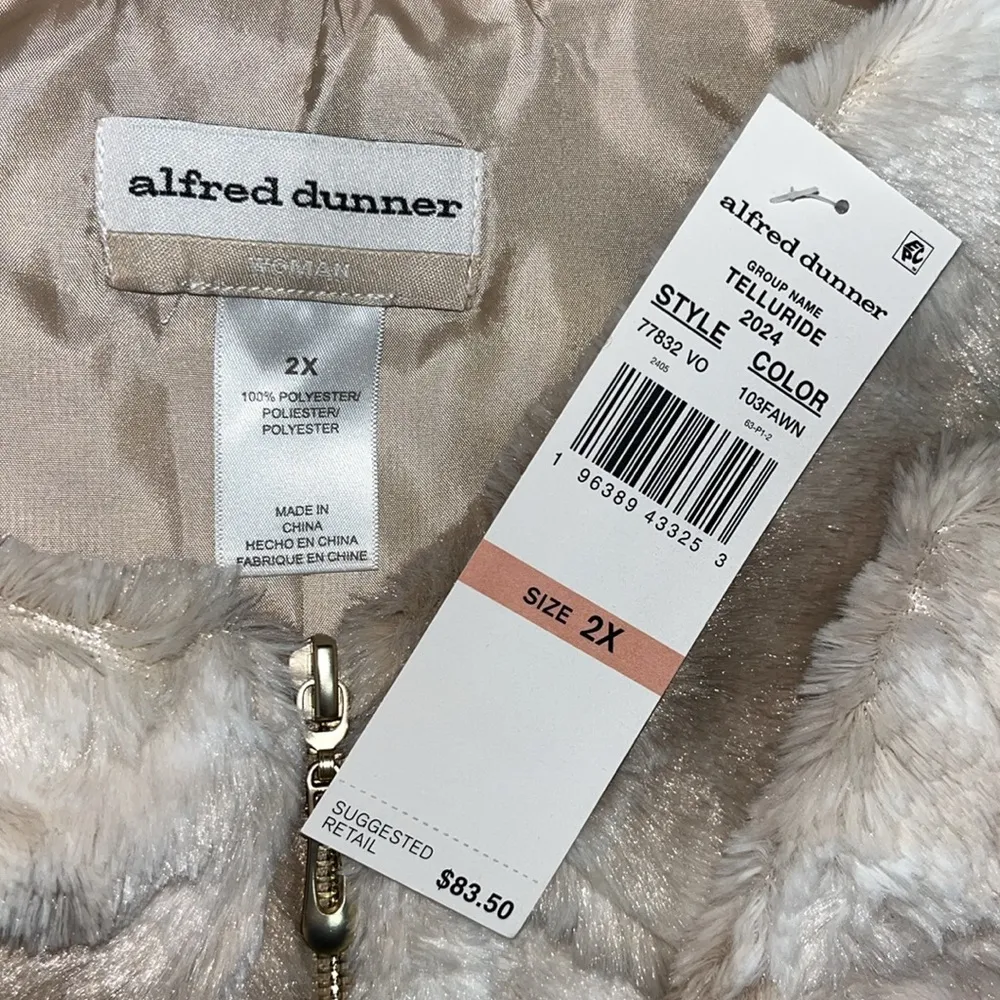 alfred dunner
WOMAN
2X
100% POLYESTER/
POLIESTER/
POLYESTER
MADE IN
CHINA
HECHO EN CHINA
FABRIQUE EN CHINE
alfred dunner
GROUP NAME
TELLURIDE
2024
STYLE COLOR
77832 VO 103FAWN
2405 63-P1-2
1 96389 43325 3
SIZE 2X
SUGGESTED
RETAIL
$83.50